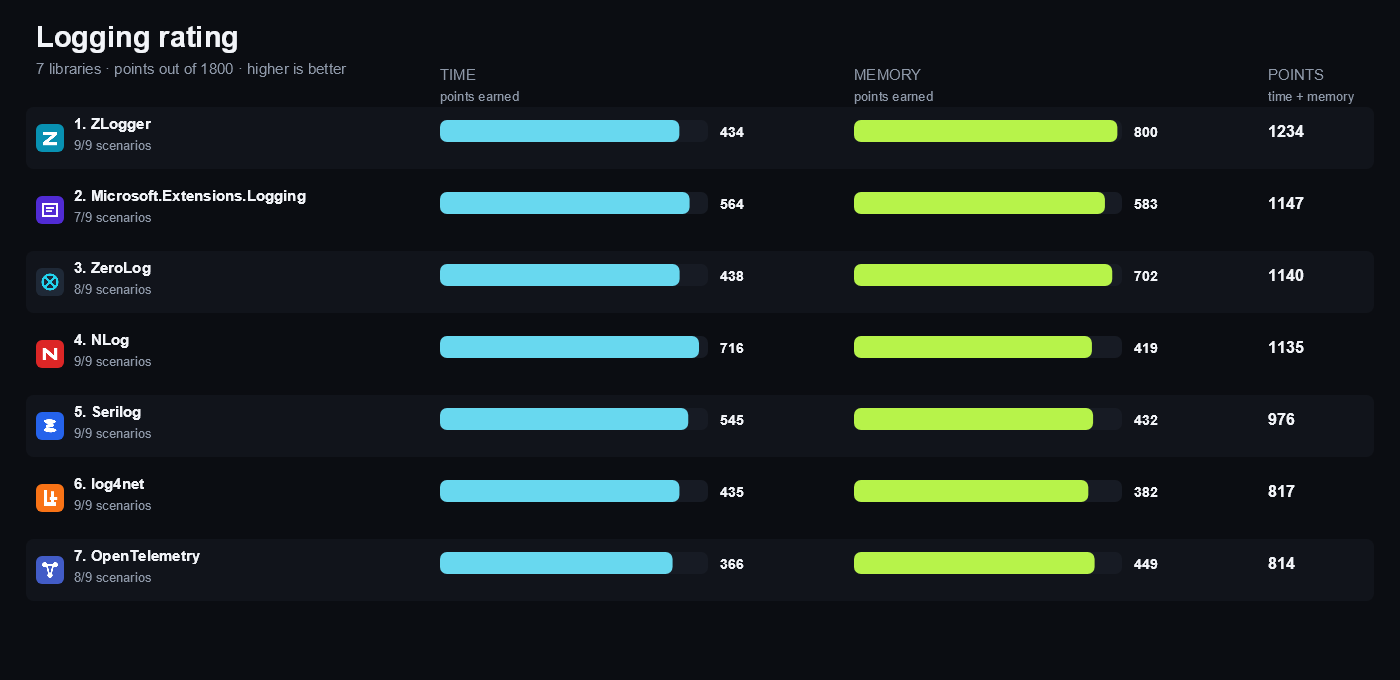 Logging rating
7 libraries · points out of 1800 · higher is better
TIME
points earned
MEMORY
points earned
POINTS
time + memory
1. ZLogger
9/9 scenarios
434
800
1234
2. Microsoft.Extensions.Logging
7/9 scenarios
564
583
1147
3. ZeroLog
8/9 scenarios
438
702
1140
4. NLog
9/9 scenarios
716
419
1135
5. Serilog
9/9 scenarios
545
432
976
6. log4net
9/9 scenarios
435
382
817
7. OpenTelemetry
8/9 scenarios
366
449
814